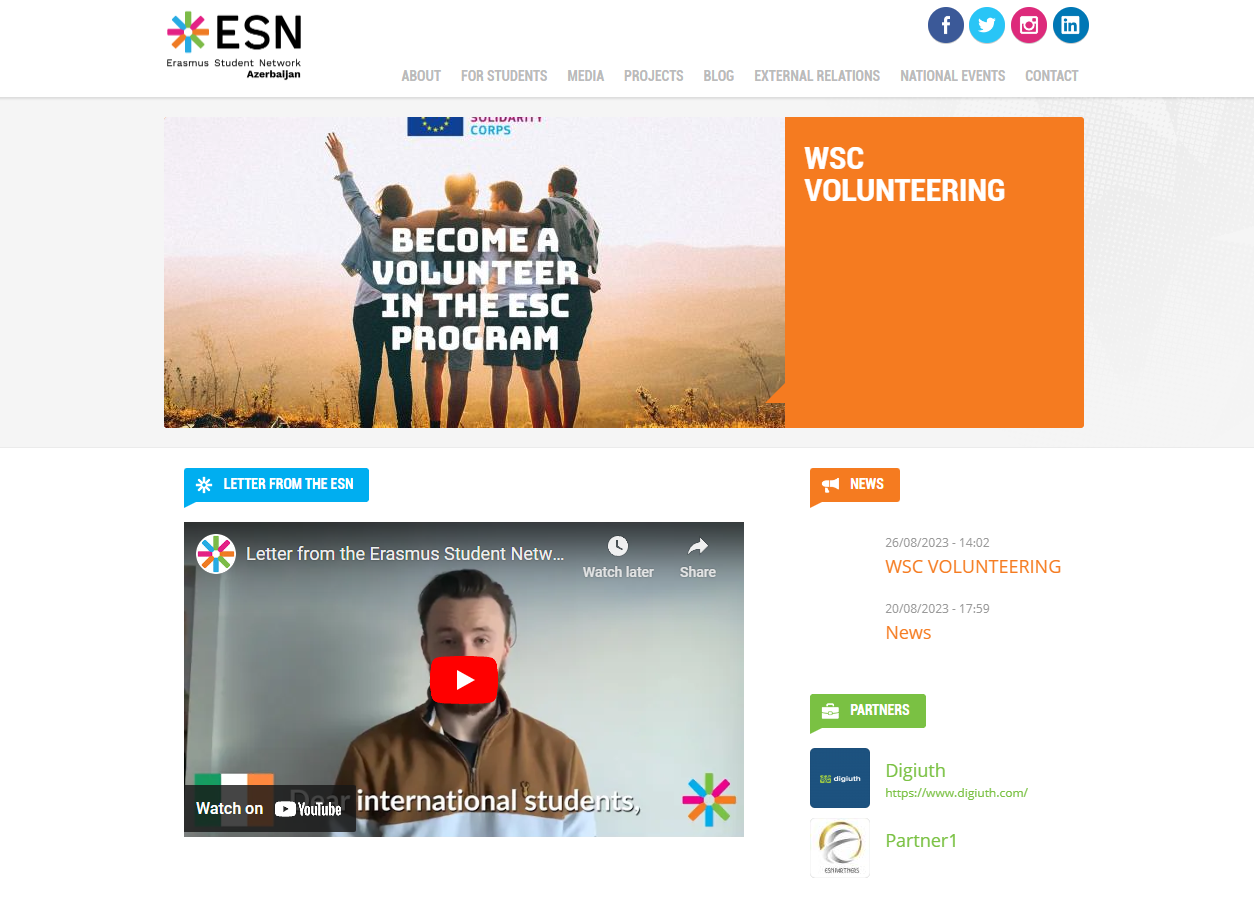 ESN
Erasmus Student Network
Azerbaijan
ABOUT FOR STUDENTS MEDIA PROJECTS BLOG EXTERNAL RELATIONS NATIONAL EVENTS CONTACT
SOLIDARITY
CORPS
BECOME A
VOLUNTEER
IN THE ESC
PROGRAM
WSC
VOLUNTEERING
LETTER FROM THE ESN
Letter from the Erasmus Student Netw...
Watch later
Share
Dear international students,
Watch on YouTube
NEWS
26/08/2023 - 14:02
WSC VOLUNTEERING
20/08/2023 - 17:59
News
PARTNERS
digiuth
Digiuth
https://www.digiuth.com/
ESN PARTNERS
Partner1